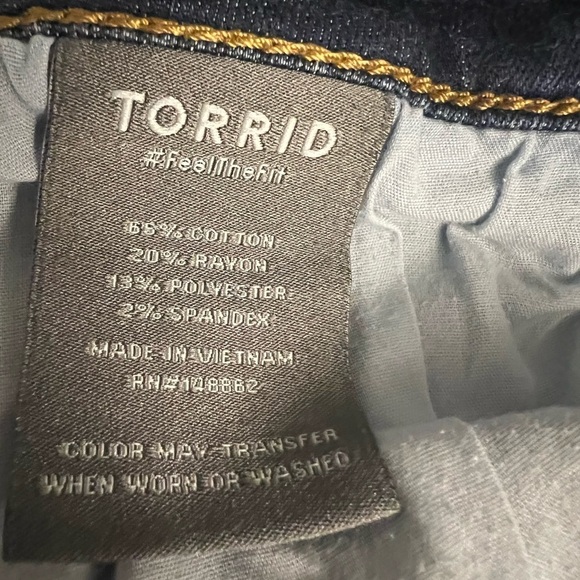 TORRID
#FeelTheFit
65% COTTON
20% RAYON
13% POLYESTER
2% SPANDEX
MADE IN VIETNAM
RN#148862
COLOR MAY TRANSFER
WHEN WORN OR WASHED